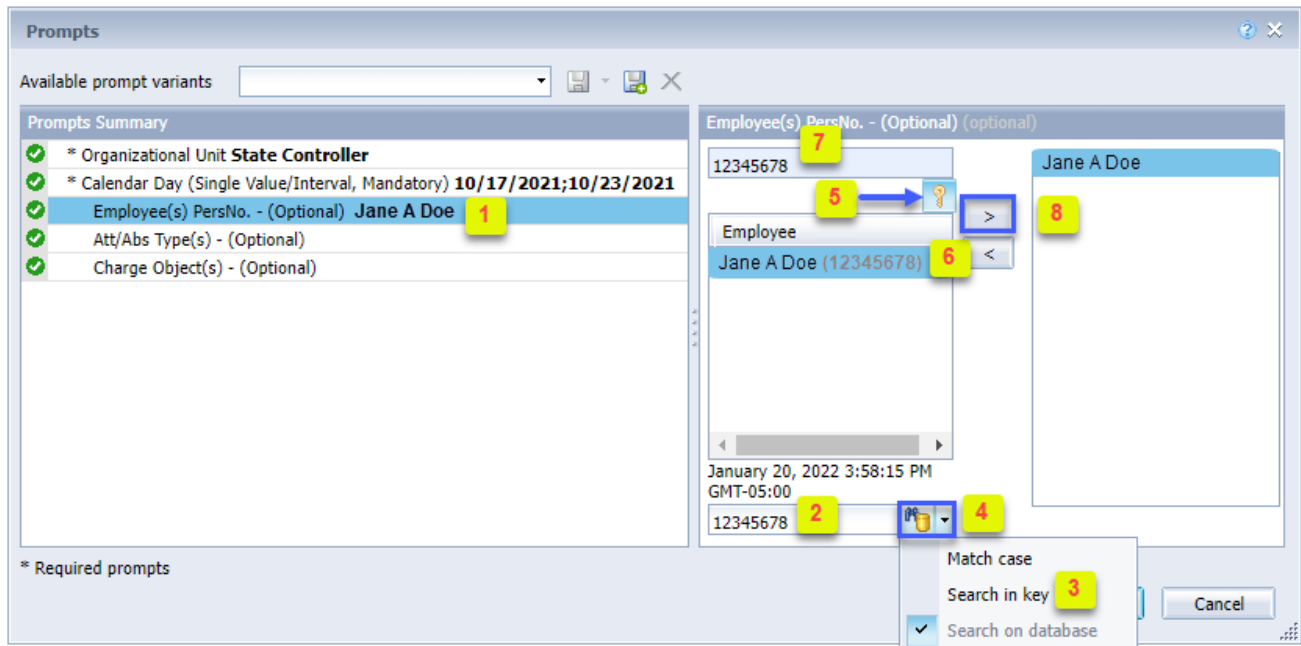 Prompts
Available prompt variants
Prompts Summary
* Organizational Unit State Controller
* Calendar Day (Single Value/Interval, Mandatory) 10/17/2021;10/23/2021
Employee(s) PersNo. - (Optional) Jane A Doe 1
Att/Abs Type(s) - (Optional)
Charge Object(s) - (Optional)
* Required prompts
Employee(s) PersNo. - (Optional) (optional)
12345678 7
5
Employee
Jane A Doe (12345678) 6
>
<
8
Jane A Doe
January 20, 2022 3:58:15 PM
GMT-05:00
12345678 2
4
Match case
Search in key 3
Search on database
Cancel